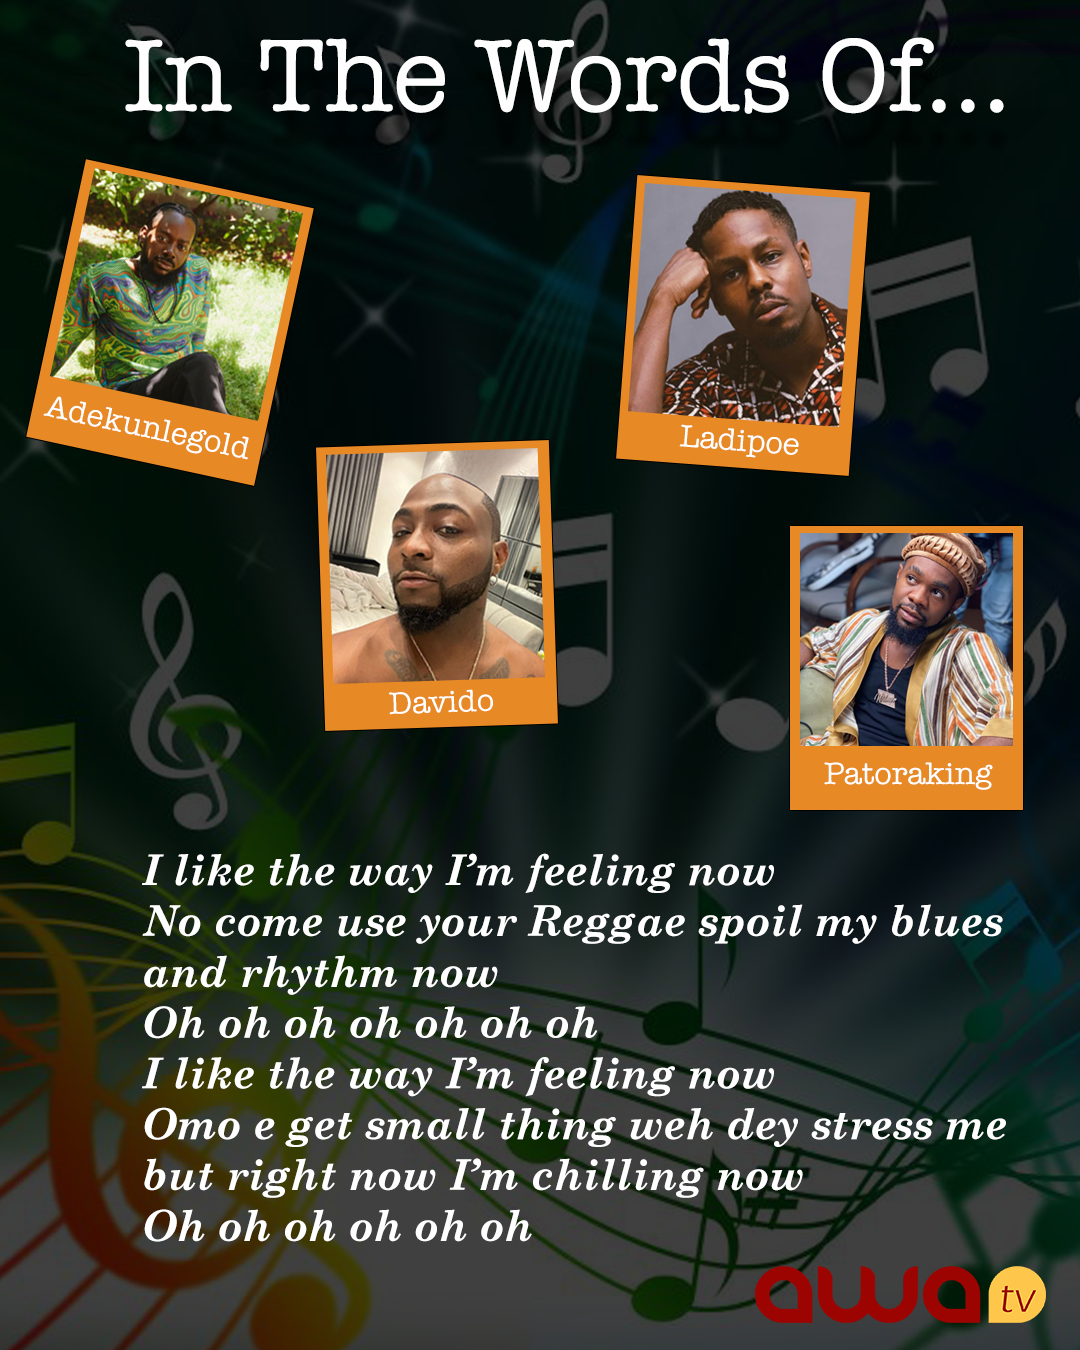 In The Words Of...
Adekunlegold
Ladipoe
Davido
Patoraking
I like the way I'm feeling now
No come use your Reggae spoil my blues
and rhythm now
Oh oh oh oh oh oh oh
I like the way I'm feeling now
Omo e get small thing weh dey stress me
but right now I'm chilling now
Oh oh oh oh oh oh
awa tv